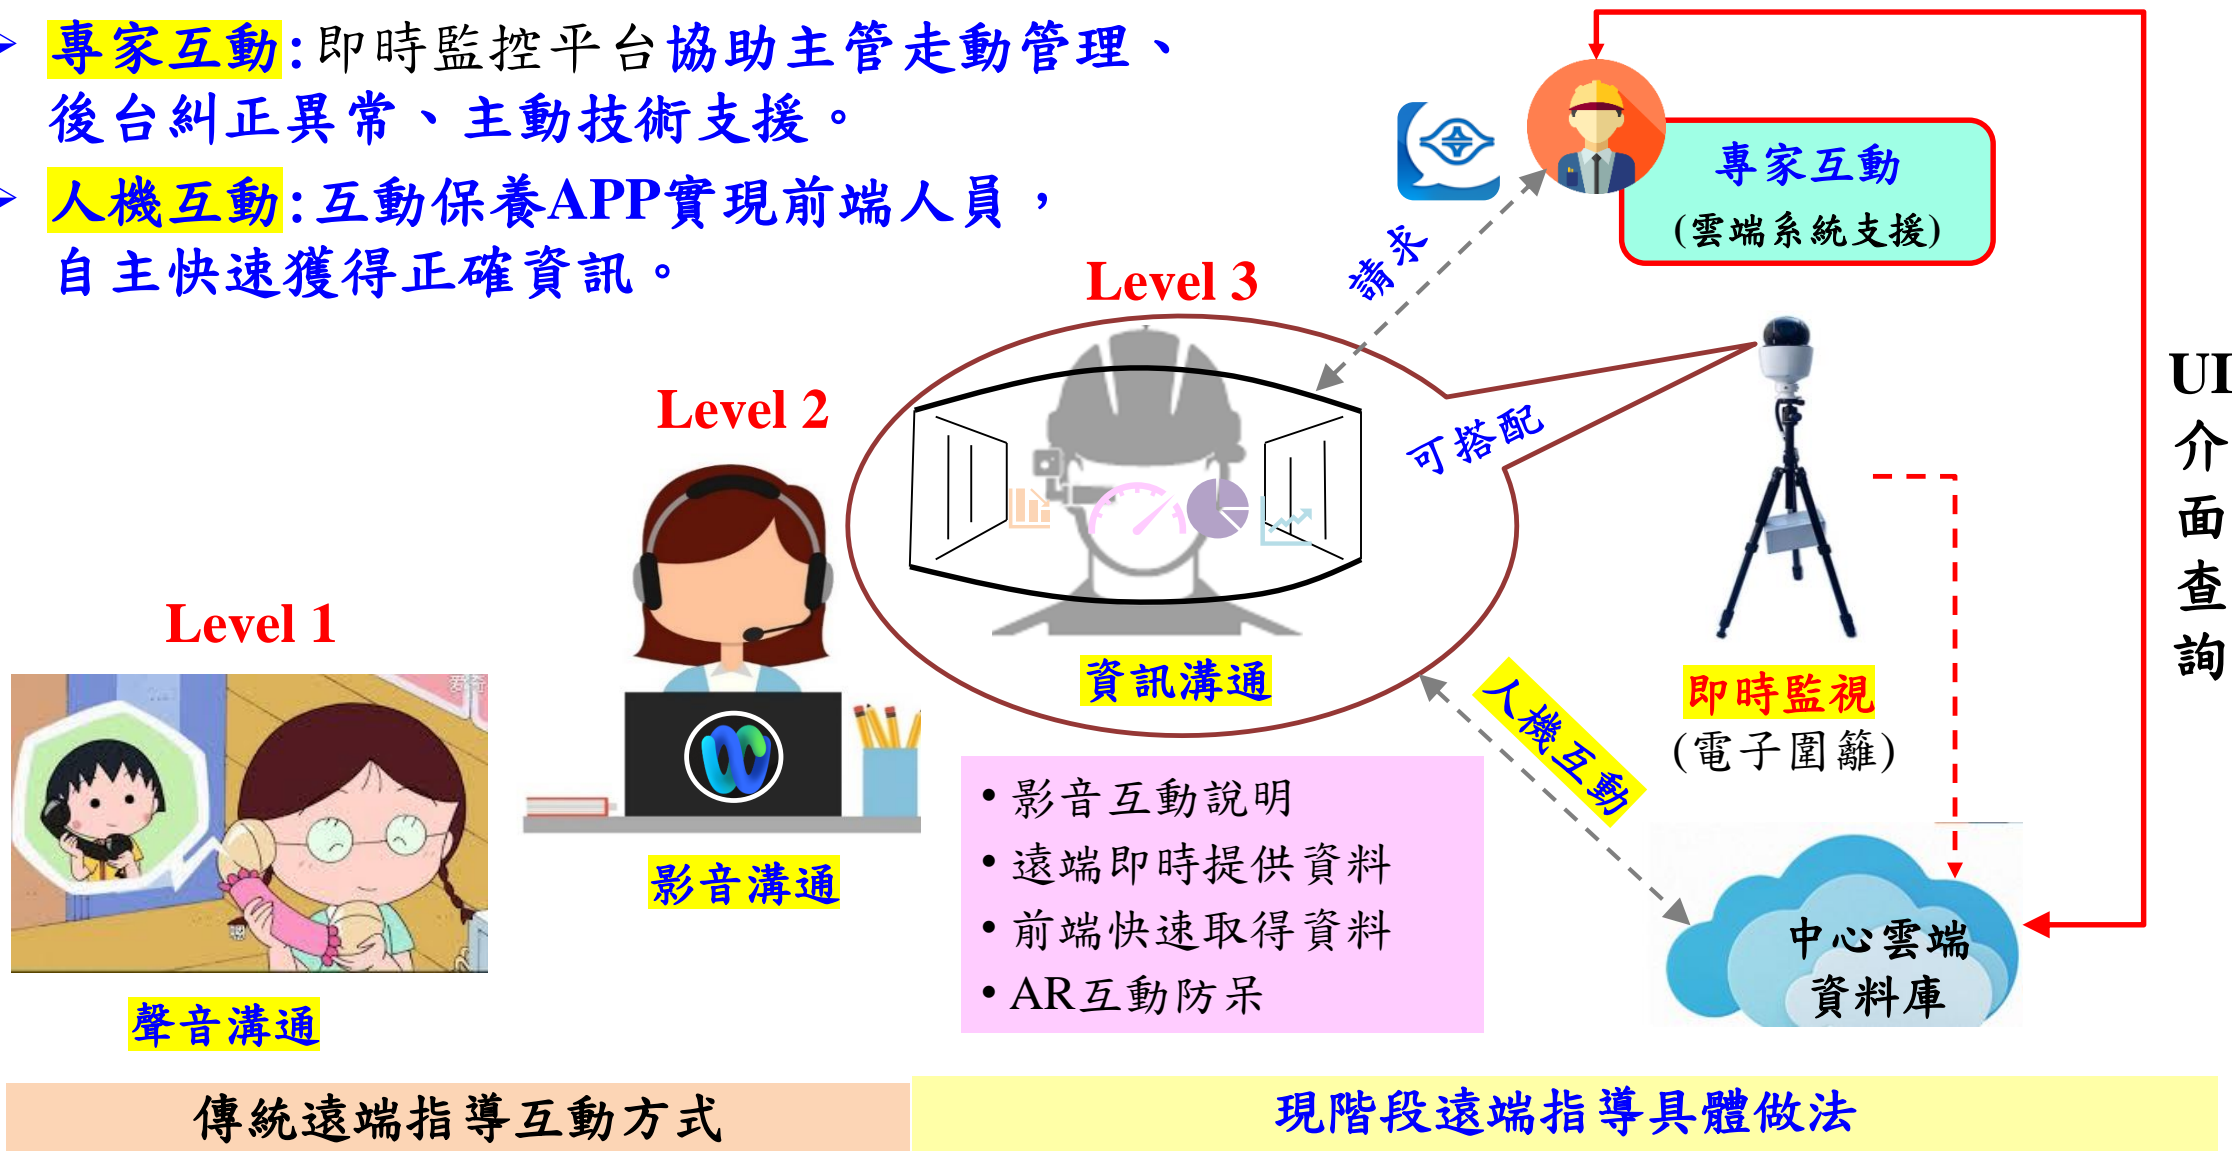 專家互動:即時監控平台協助主管走動管理、
後台糾正異常、主動技術支援。
人機互動:互動保養APP實現前端人員，
自主快速獲得正確資訊。
Level 1
聲音溝通
Level 2
影音溝通
Level 3
資訊溝通
請求
可搭配
專家互動
(雲端系統支援)
人機互動
即時監視
(電子圍籬)
中心雲端
資料庫
UI
介
面
查
詢
• 影音互動說明
• 遠端即時提供資料
• 前端快速取得資料
• AR互動防呆
傳統遠端指導互動方式
現階段遠端指導具體做法